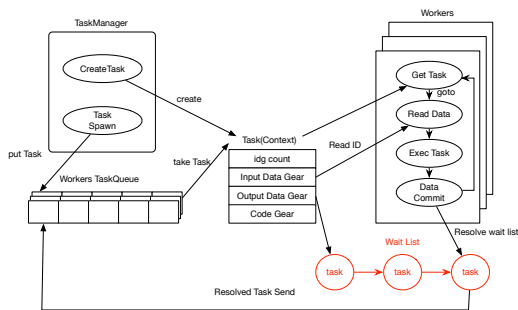 TaskManager
CreateTask
Task
Spawn
put Task
Workers TaskQueue
create
take Task
Task(Context)
idg count
Input Data Gear
Output Data Gear
Code Gear
Read ID
Workers
Get Task
goto
Read Data
Exec Task
Data
Commit
Resolve wait list
Wait List
task
task
task
Resolved Task Send